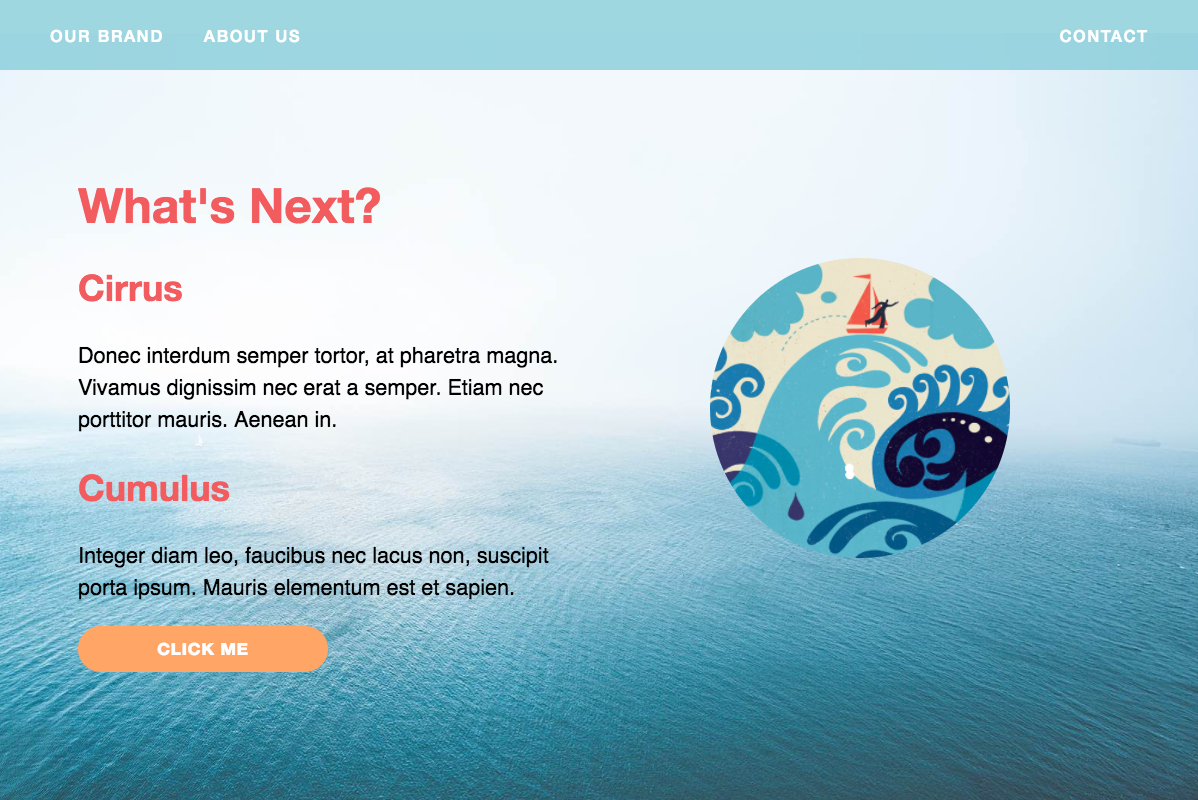 OUR BRAND
ABOUT US
CONTACT
What's Next?
Cirrus
Donec interdum semper tortor, at pharetra magna.
Vivamus dignissim nec erat a semper. Etiam nec
porttitor mauris. Aenean in.
Cumulus
Integer diam leo, faucibus nec lacus non, suscipit
porta ipsum. Mauris elementum est et sapien.
CLICK ME